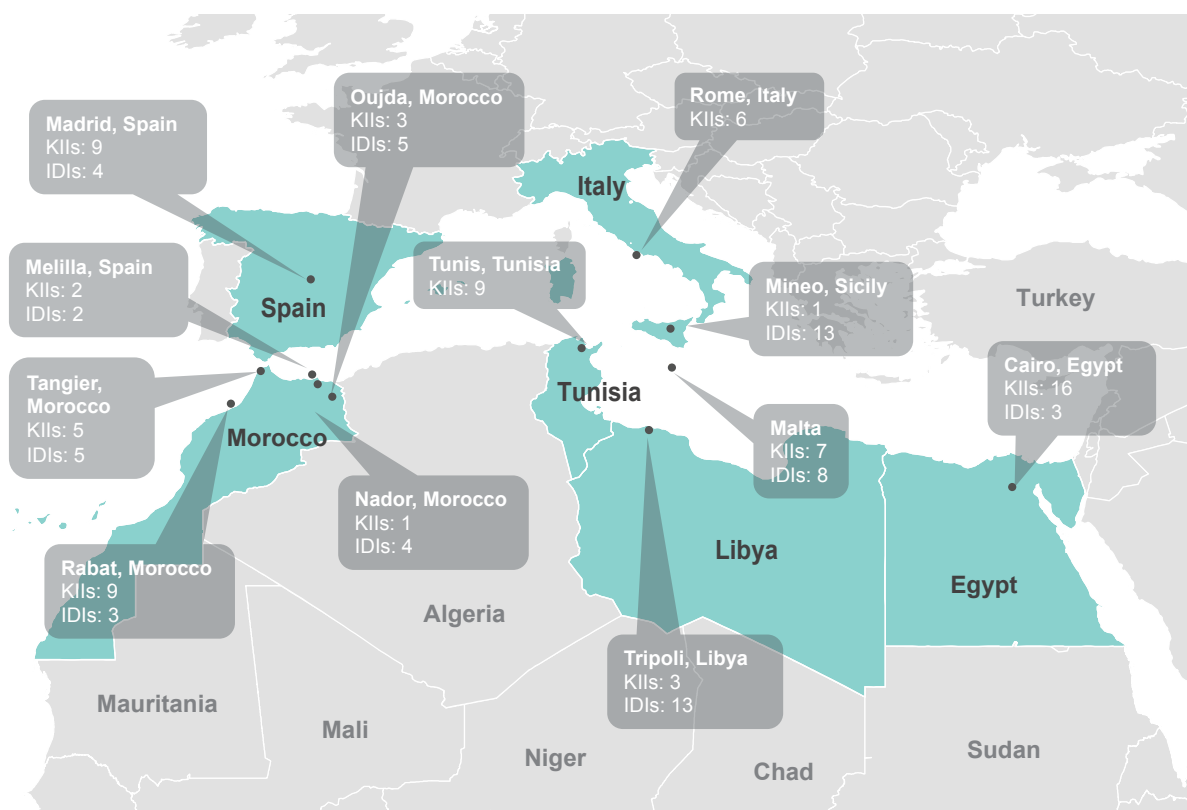 Oujda, Morocco
KIIs: 3
IDIs: 5
Rome, Italy
KIIs: 6
Madrid, Spain
KIIs: 9
IDIs: 4
Italy
Melilla, Spain
KIIs: 2
IDIs: 2
Tunis, Tunisia
KIIs: 9
Mineo, Sicily
KIIs: 1
IDIs: 13
Turkey
Spain
Tangier,
Morocco
KIIs: 5
IDIs: 5
Cairo, Egypt
KIIs: 16
IDIs: 3
Tunisia
Morocco
Malta
KIIs: 7
IDIs: 8
Nador, Morocco
KIIs: 1
IDIs: 4
Rabat, Morocco
KIIs: 9
IDIs: 3
Libya
Egypt
Algeria
Tripoli, Libya
KIIs: 3
IDIs: 13
Mauritania
Mali
Niger
Chad
Sudan